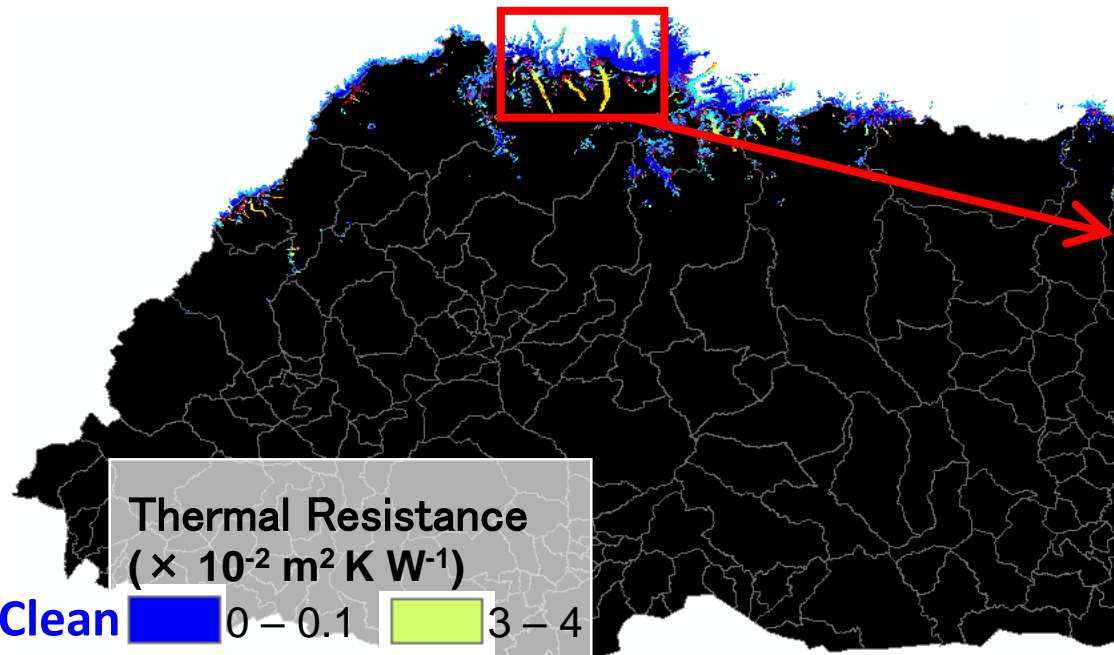 Thermal Resistance
(× 10-2 m2 K W-1)
Clean 0 – 0.1 3 – 4